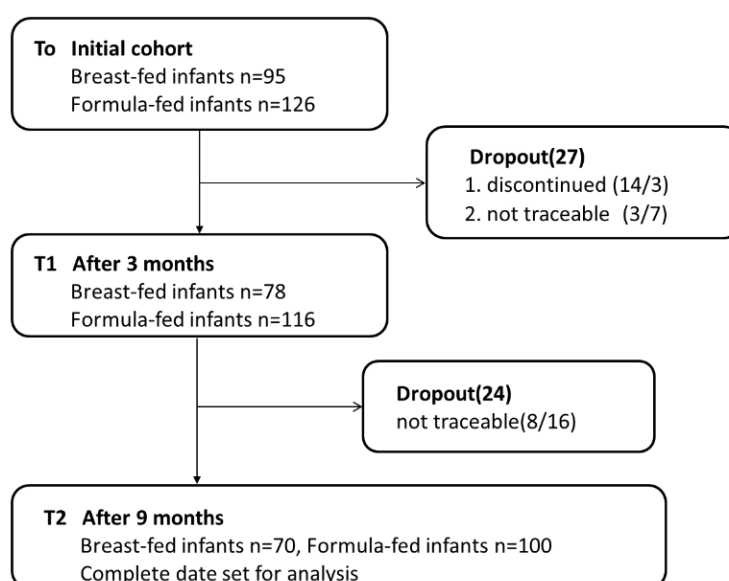 To Initial cohort
Breast-fed infants n=95
Formula-fed infants n=126
Dropout(27)
1. discontinued (14/3)
2. not traceable (3/7)
T1 After 3 months
Breast-fed infants n=78
Formula-fed infants n=116
Dropout(24)
not traceable(8/16)
T2 After 9 months
Breast-fed infants n=70, Formula-fed infants n=100
Complete date set for analysis